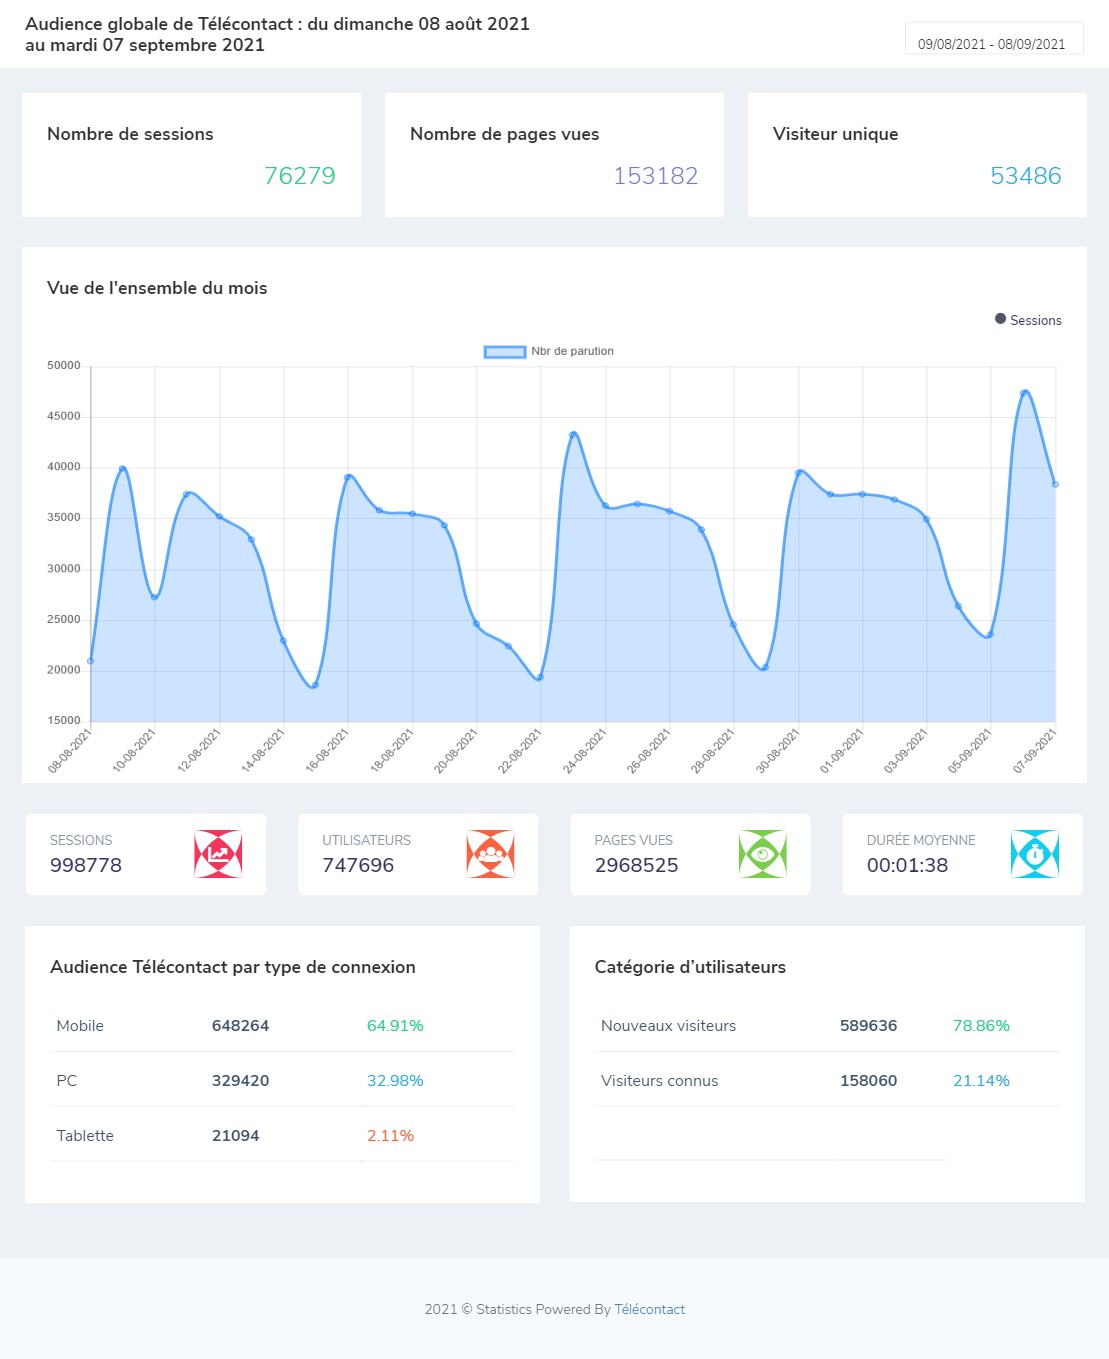 Audience globale de Télécontact : du dimanche 08 août 2021
au mardi 07 septembre 2021
09/08/2021 - 08/09/2021
Nombre de sessions
76279
Nombre de pages vues
153182
Visiteur unique
53486
Vue de l'ensemble du mois
Sessions
Nbr de parution
50000
45000
40000
35000
30000
25000
20000
15000
08-08-2021
10-08-2021
12-08-2021
14-08-2021
16-08-2021
18-08-2021
20-08-2021
22-08-2021
24-08-2021
26-08-2021
28-08-2021
30-08-2021
01-09-2021
03-09-2021
05-09-2021
07-09-2021
SESSIONS
998778
UTILISATEURS
747696
PAGES VUES
2968525
DURÉE MOYENNE
00:01:38
Audience Télécontact par type de connexion
Mobile 648264 64.91%
PC 329420 32.98%
Tablette 21094 2.11%
Catégorie d’utilisateurs
Nouveaux visiteurs 589636 78.86%
Visiteurs connus 158060 21.14%
2021 © Statistics Powered By Télécontact